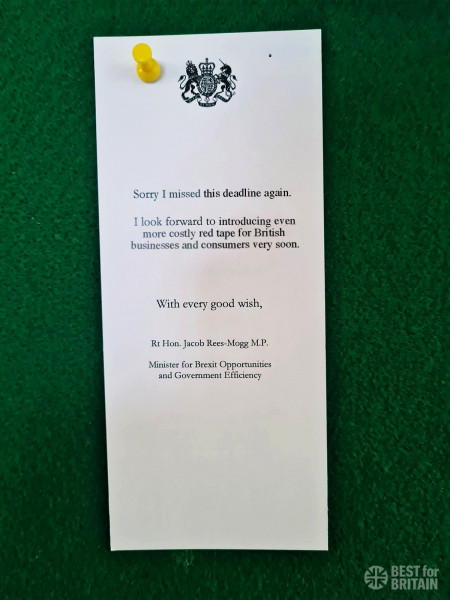 Sorry I missed this deadline again.
I look forward to introducing even
more costly red tape for British
businesses and consumers very soon.
With every good wish,
Rt Hon. Jacob Rees-Mogg M.P.
Minister for Brexit Opportunities
and Government Efficiency
BEST for
BRITAIN